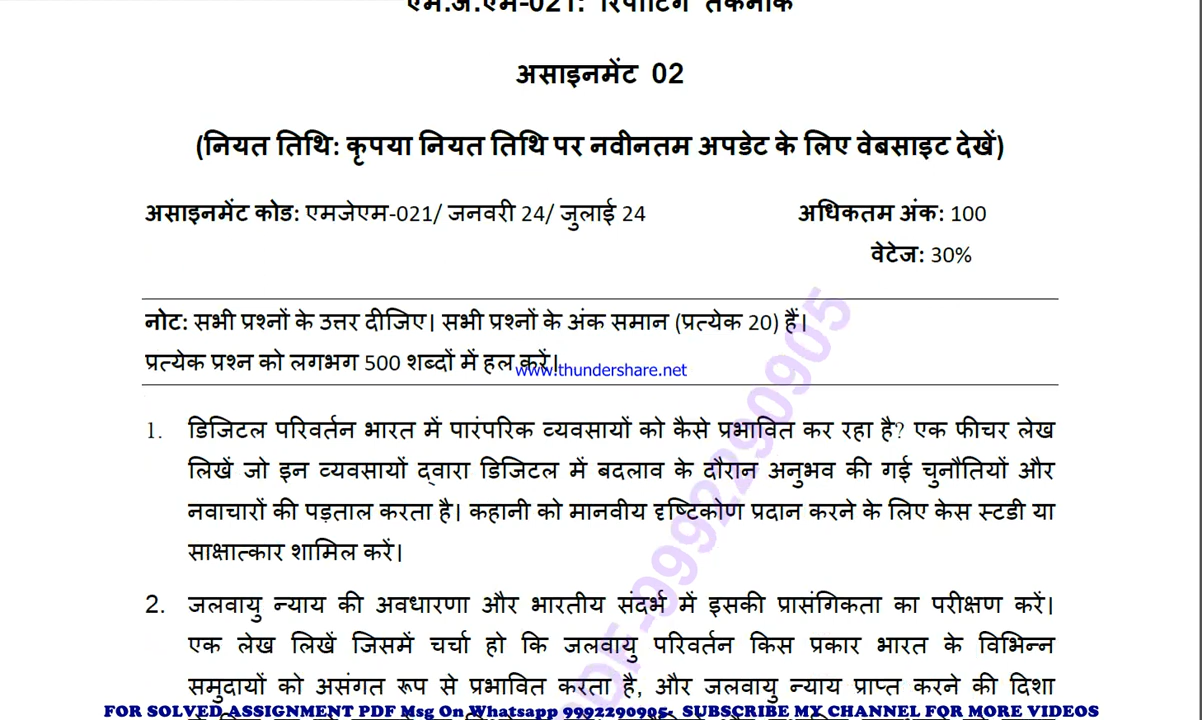 एम.जे.एम-021: रिपोर्टिंग तकनीक
असाइनमेंट 02
(नियत तिथि: कृपया नियत तिथि पर नवीनतम अपडेट के लिए वेबसाइट देखें)
असाइनमेंट कोड: एमजेएम-021/ जनवरी 24/ जुलाई 24 अधिकतम अंक: 100
वेटेज: 30%
नोट: सभी प्रश्नों के उत्तर दीजिए। सभी प्रश्नों के अंक समान (प्रत्येक 20) हैं।
प्रत्येक प्रश्न को लगभग 500 शब्दों में हल करें।
www.thundershare.net
1. डिजिटल परिवर्तन भारत में पारंपरिक व्यवसायों को कैसे प्रभावित कर रहा है? एक फीचर लेख
लिखें जो इन व्यवसायों द्वारा डिजिटल में बदलाव के दौरान अनुभव की गई चुनौतियों और
नवाचारों की पड़ताल करता है। कहानी को मानवीय दृष्टिकोण प्रदान करने के लिए केस स्टडी या
साक्षात्कार शामिल करें।
2. जलवायु न्याय की अवधारणा और भारतीय संदर्भ में इसकी प्रासंगिकता का परीक्षण करें।
एक लेख लिखें जिसमें चर्चा हो कि जलवायु परिवर्तन किस प्रकार भारत के विभिन्न
समुदायों को असंगत रूप से प्रभावित करता है, और जलवायु न्याय प्राप्त करने की दिशा
PDF-9992290905
FOR SOLVED ASSIGNMENT PDF Msg On Whatsapp 9992290905- SUBSCRIBE MY CHANNEL FOR MORE VIDEOS